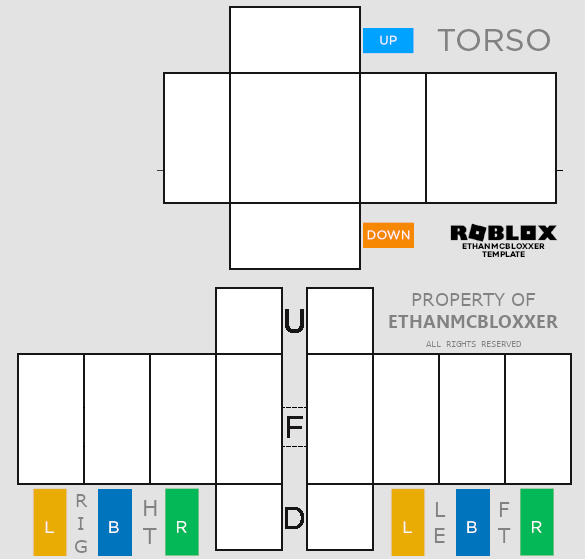 UP
TORSO
DOWN
ROBLOX
ETHANMCBLOXXER
TEMPLATE
U
PROPERTY OF
ETHANMCBLOXXER
ALL RIGHTS RESERVED
F
D
L
RIG
B
HT
R
L
LE
B
FT
R